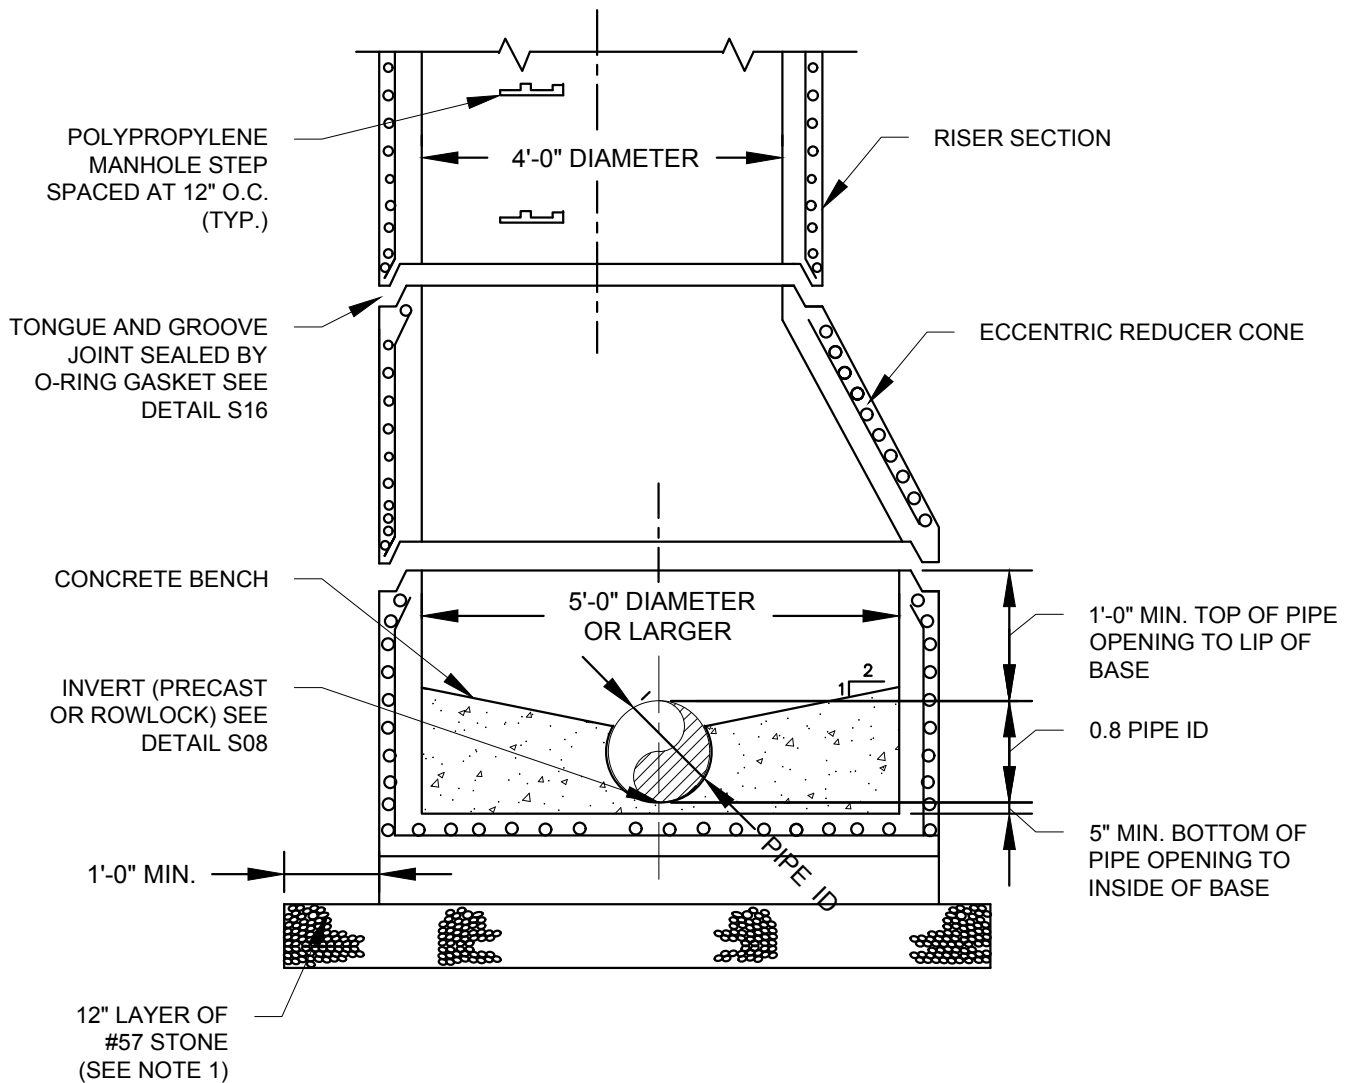 POLYPROPYLENE
MANHOLE STEP
SPACED AT 12" O.C.
(TYP.)
4'-0" DIAMETER
RISER SECTION
TONGUE AND GROOVE
JOINT SEALED BY
O-RING GASKET SEE
DETAIL S16
ECCENTRIC REDUCER CONE
CONCRETE BENCH
5'-0" DIAMETER
OR LARGER
1'-0" MIN. TOP OF PIPE
OPENING TO LIP OF
BASE
INVERT (PRECAST
OR ROWLOCK) SEE
DETAIL S08
2
1
0.8 PIPE ID
5" MIN. BOTTOM OF
PIPE OPENING TO
INSIDE OF BASE
PIPE ID
1'-0" MIN.
12" LAYER OF
#57 STONE
(SEE NOTE 1)